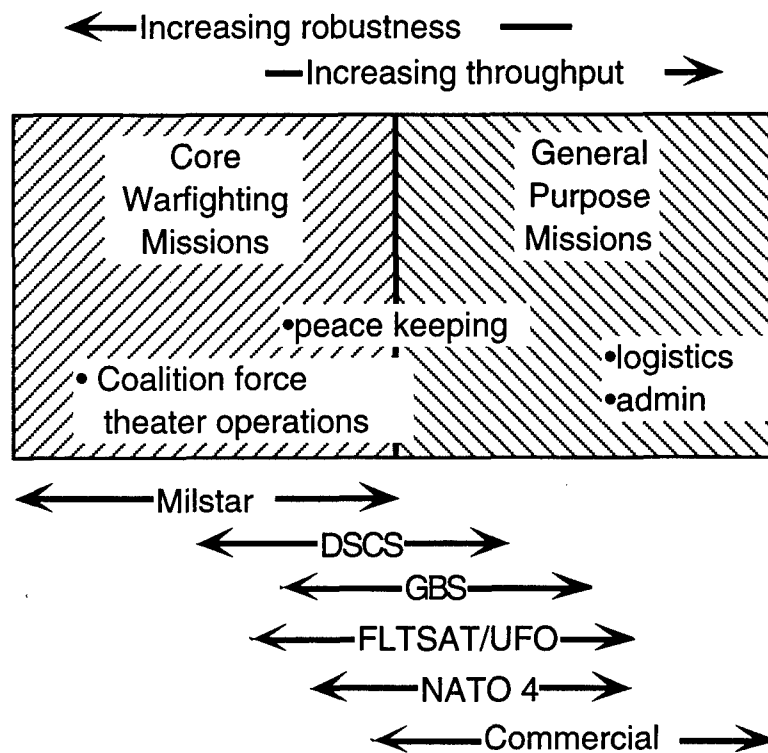 Increasing robustness
Increasing throughput
Core
Warfighting
Missions
General
Purpose
Missions
•peace keeping
• Coalition force
theater operations
•logistics
•admin
Milstar
DSCS
GBS
FLTSAT/UFO
NATO 4
Commercial